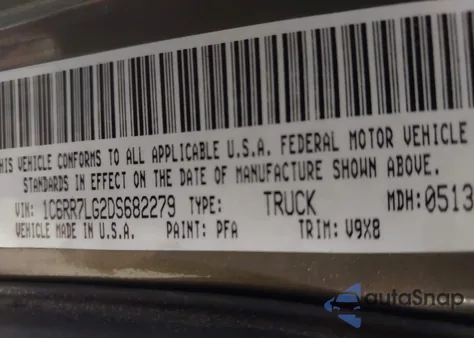 THIS VEHICLE CONFORMS TO ALL APPLICABLE U.S.A. FEDERAL MOTOR VEHICLE
STANDARDS IN EFFECT ON THE DATE OF MANUFACTURE SHOWN ABOVE.
VIN: 1C6RR7LG2DS682279 TYPE: TRUCK MDH: 0513
VEHICLE MADE IN U.S.A. PAINT: PFA TRIM: V9X8
autoSnap